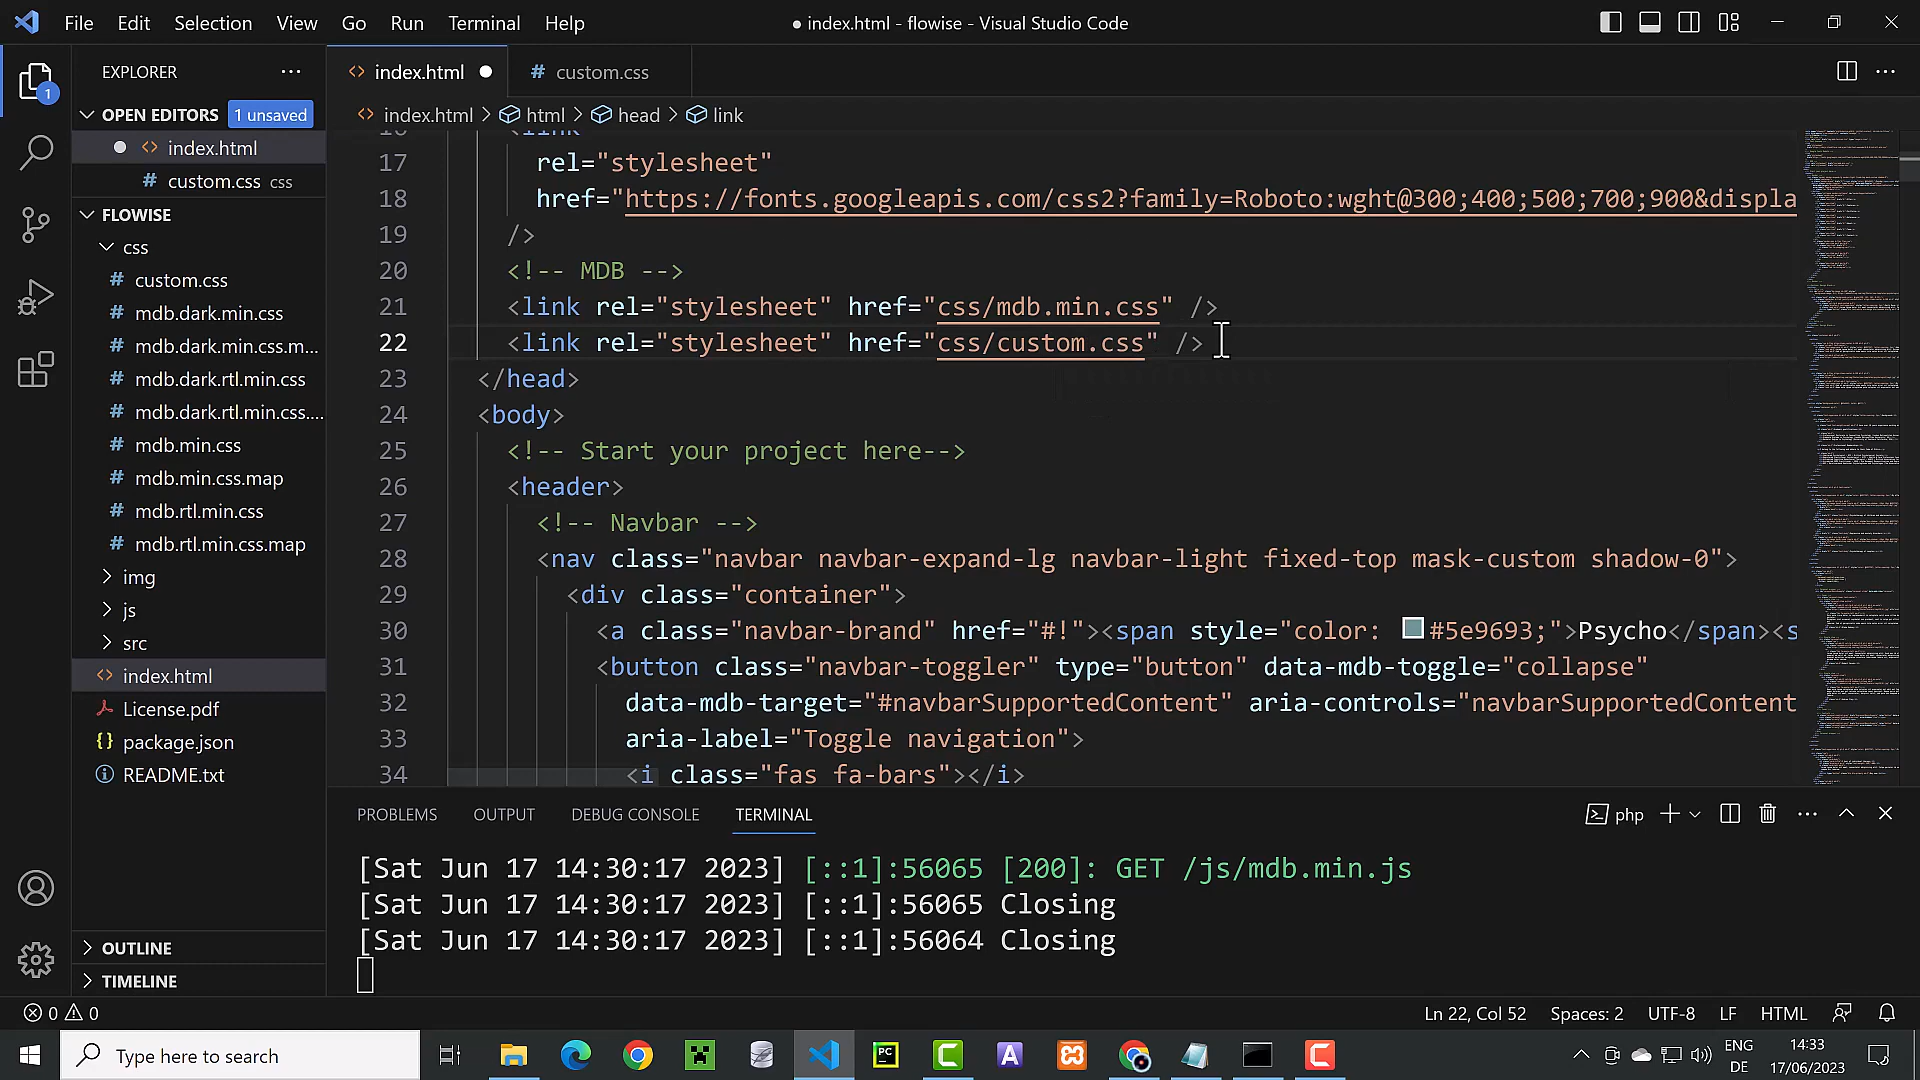 File Edit Selection View Go Run Terminal Help
● index.html - flowise - Visual Studio Code
EXPLORER
1
OPEN EDITORS 1 unsaved
index.html
custom.css css
FLOWISE
css
custom.css
mdb.dark.min.css
mdb.dark.min.css.m...
mdb.dark.rtl.min.css
mdb.dark.rtl.min.css....
mdb.min.css
mdb.min.css.map
mdb.rtl.min.css
mdb.rtl.min.css.map
img
js
src
index.html
License.pdf
package.json
README.txt
OUTLINE
TIMELINE
index.html
custom.css
index.html > html > head > link
16 <link
17 rel="stylesheet"
18 href="https://fonts.googleapis.com/css2?family=Roboto:wght@300;400;500;700;900&displa
19 />
20 <!-- MDB -->
21 <link rel="stylesheet" href="css/mdb.min.css" />
22 <link rel="stylesheet" href="css/custom.css" />
23 </head>
24 <body>
25 <!-- Start your project here-->
26 <header>
27 <!-- Navbar -->
28 <nav class="navbar navbar-expand-lg navbar-light fixed-top mask-custom shadow-0">
29 <div class="container">
30 <a class="navbar-brand" href="#!"><span style="color: #5e9693;">Psycho</span><s
31 <button class="navbar-toggler" type="button" data-mdb-toggle="collapse"
32 data-mdb-target="#navbarSupportedContent" aria-controls="navbarSupportedContent
33 aria-label="Toggle navigation">
34 <i class="fas fa-bars"></i>
PROBLEMS OUTPUT DEBUG CONSOLE TERMINAL
php
[Sat Jun 17 14:30:17 2023] [::1]:56065 [200]: GET /js/mdb.min.js
[Sat Jun 17 14:30:17 2023] [::1]:56065 Closing
[Sat Jun 17 14:30:17 2023] [::1]:56064 Closing
0 0
Ln 22, Col 52 Spaces: 2 UTF-8 LF HTML
Type here to search
PC
A
ENG
DE
14:33
17/06/2023